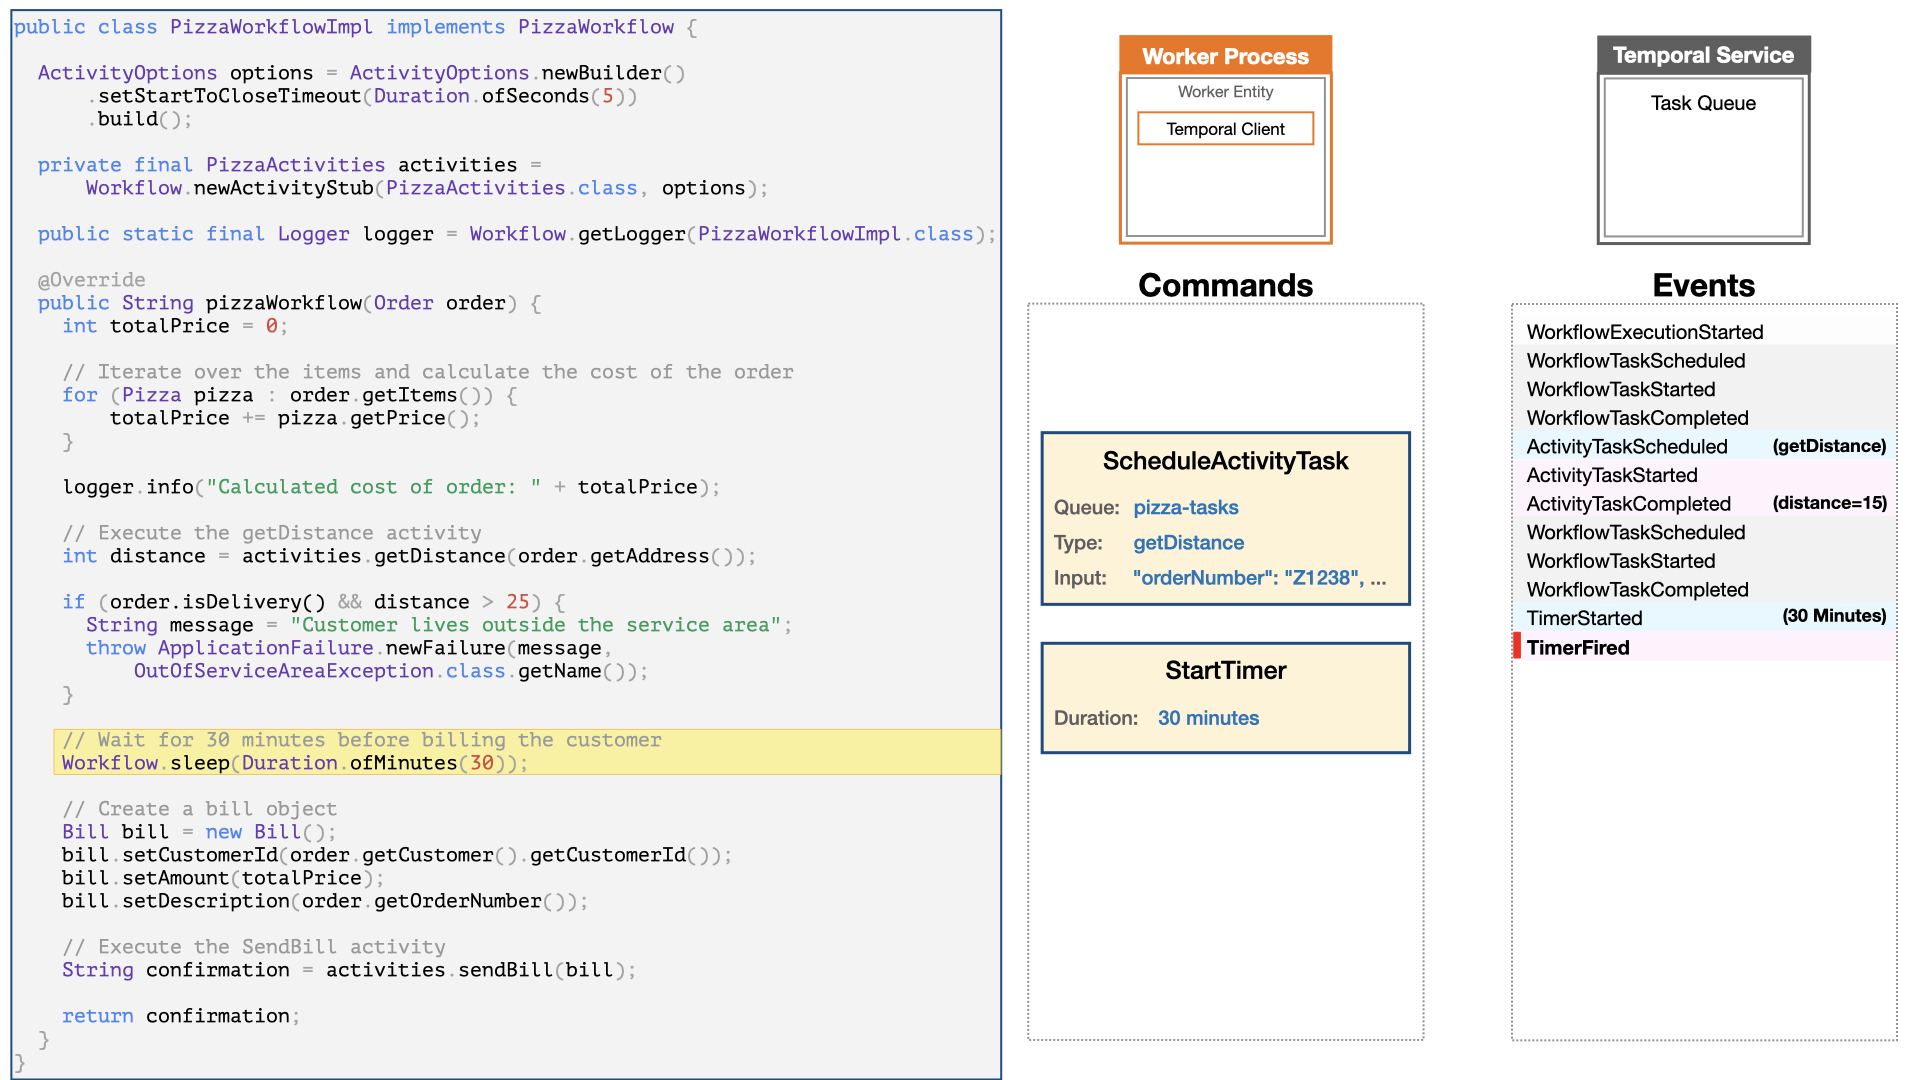 public class PizzaWorkflowImpl implements PizzaWorkflow {
ActivityOptions options = ActivityOptions.newBuilder()
.setStartToCloseTimeout(Duration.ofSeconds(5))
.build();
private final PizzaActivities activities =
Workflow.newActivityStub(PizzaActivities.class, options);
public static final Logger logger = Workflow.getLogger(PizzaWorkflowImpl.class);
@Override
public String pizzaWorkflow(Order order) {
int totalPrice = 0;
// Iterate over the items and calculate the cost of the order
for (Pizza pizza : order.getItems()) {
totalPrice += pizza.getPrice();
}
logger.info("Calculated cost of order: " + totalPrice);
// Execute the getDistance activity
int distance = activities.getDistance(order.getAddress());
if (order.isDelivery() && distance > 25) {
String message = "Customer lives outside the service area";
throw ApplicationFailure.newFailure(message,
OutOfServiceAreaException.class.getName());
}
// Wait for 30 minutes before billing the customer
Workflow.sleep(Duration.ofMinutes(30));
// Create a bill object
Bill bill = new Bill();
bill.setCustomerId(order.getCustomer().getCustomerId());
bill.setAmount(totalPrice);
bill.setDescription(order.getOrderNumber());
// Execute the SendBill activity
String confirmation = activities.sendBill(bill);
return confirmation;
}
}
Worker Process
Worker Entity
Temporal Client
Commands
ScheduleActivityTask
Queue: pizza-tasks
Type: getDistance
Input: "orderNumber": "Z1238", ...
StartTimer
Duration: 30 minutes
Temporal Service
Task Queue
Events
WorkflowExecutionStarted
WorkflowTaskScheduled
WorkflowTaskStarted
WorkflowTaskCompleted
ActivityTaskScheduled (getDistance)
ActivityTaskStarted
ActivityTaskCompleted (distance=15)
WorkflowTaskScheduled
WorkflowTaskStarted
WorkflowTaskCompleted
TimerStarted (30 Minutes)
TimerFired